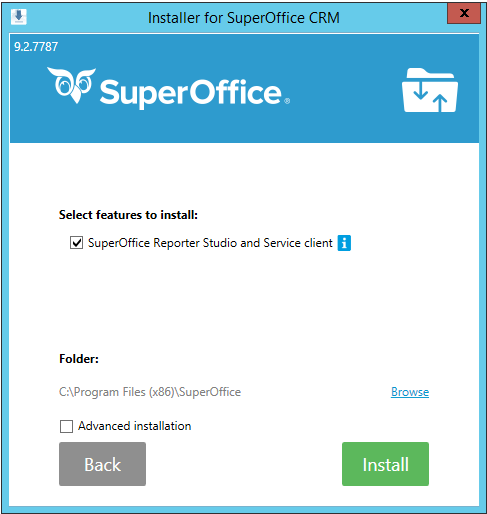 Installer for SuperOffice CRM
x
9.2.7787
SuperOffice®
Select features to install:
SuperOffice Reporter Studio and Service client i
Folder:
C:\Program Files (x86)\SuperOffice Browse
Advanced installation
Back Install